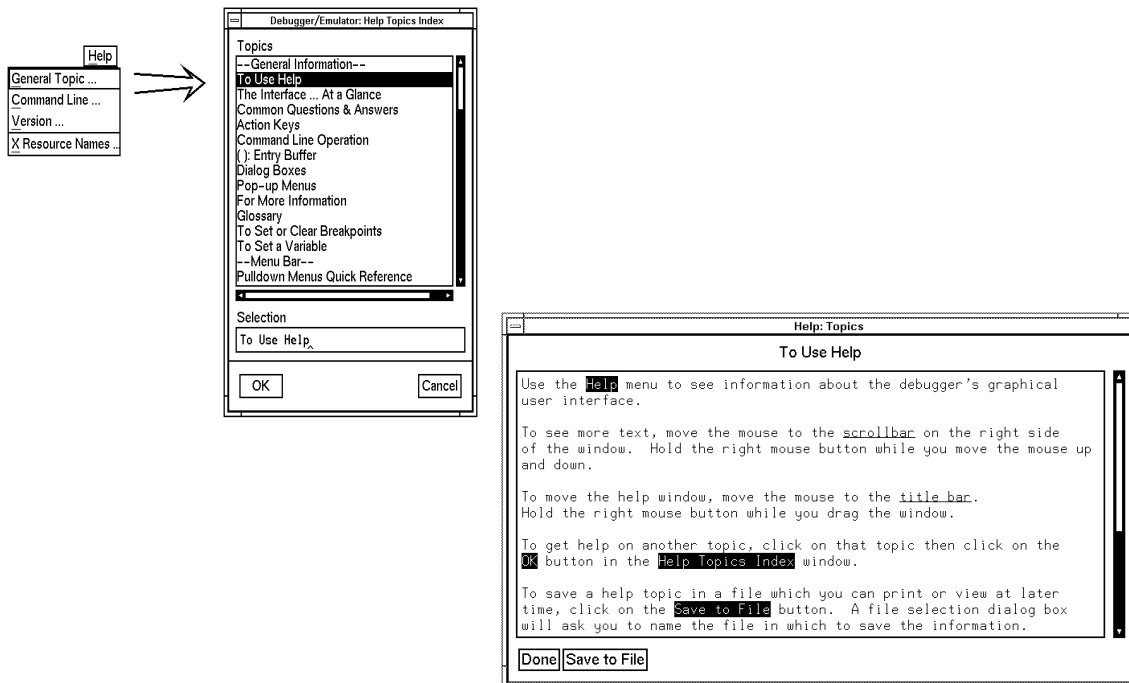 Help
General Topic ...
Command Line ...
Version ...
X Resource Names ..
Debugger/Emulator: Help Topics Index
Topics
--General Information--
To Use Help
The Interface ... At a Glance
Common Questions & Answers
Action Keys
Command Line Operation
( ): Entry Buffer
Dialog Boxes
Pop-up Menus
For More Information
Glossary
To Set or Clear Breakpoints
To Set a Variable
--Menu Bar--
Pulldown Menus Quick Reference
Selection
To Use Help
OK Cancel
Help: Topics
To Use Help
Use the Help menu to see information about the debugger's graphical
user interface.
To see more text, move the mouse to the scrollbar on the right side
of the window. Hold the right mouse button while you move the mouse up
and down.
To move the help window, move the mouse to the title bar.
Hold the right mouse button while you drag the window.
To get help on another topic, click on that topic then click on the
OK button in the Help Topics Index window.
To save a help topic in a file which you can print or view at later
time, click on the Save to File button. A file selection dialog box
will ask you to name the file in which to save the information.
Done Save to File